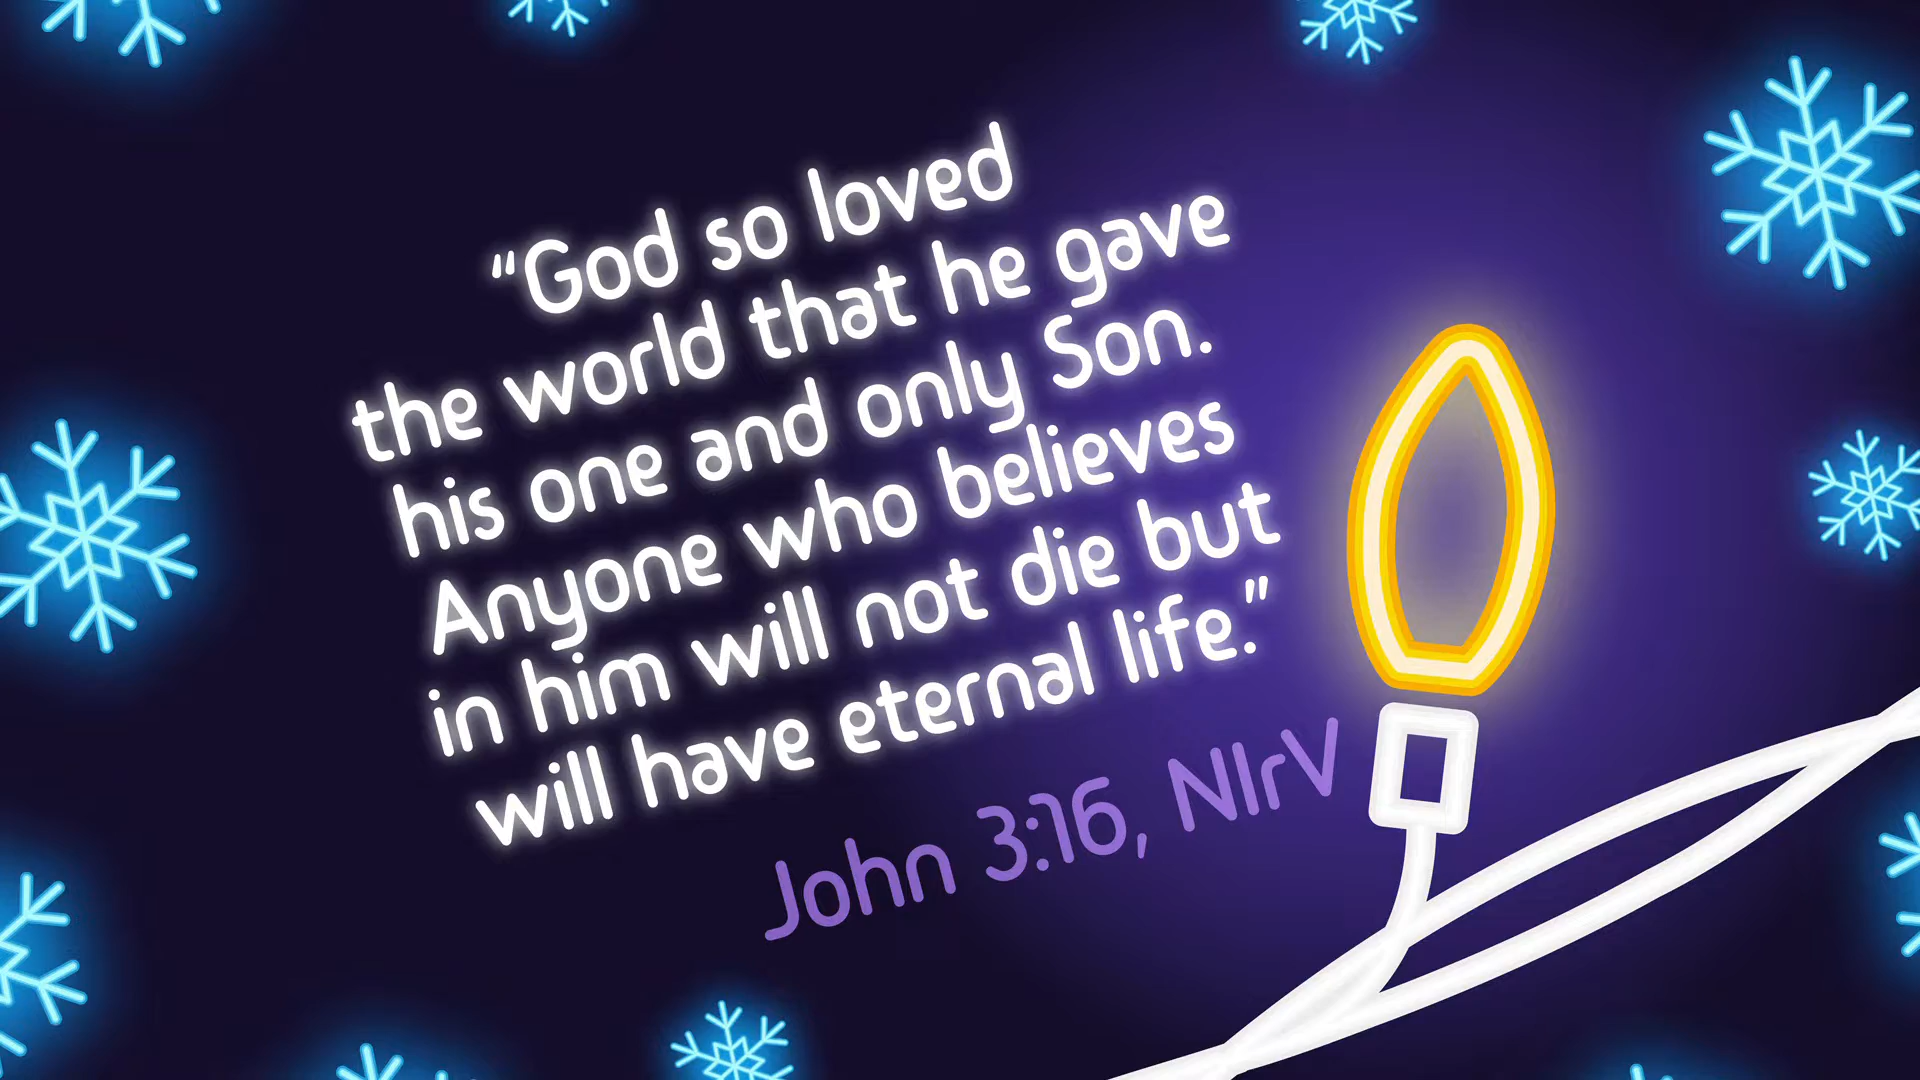 “God so loved
the world that he gave
his one and only Son.
Anyone who believes
in him will not die but
will have eternal life.”
John 3:16, NIrV